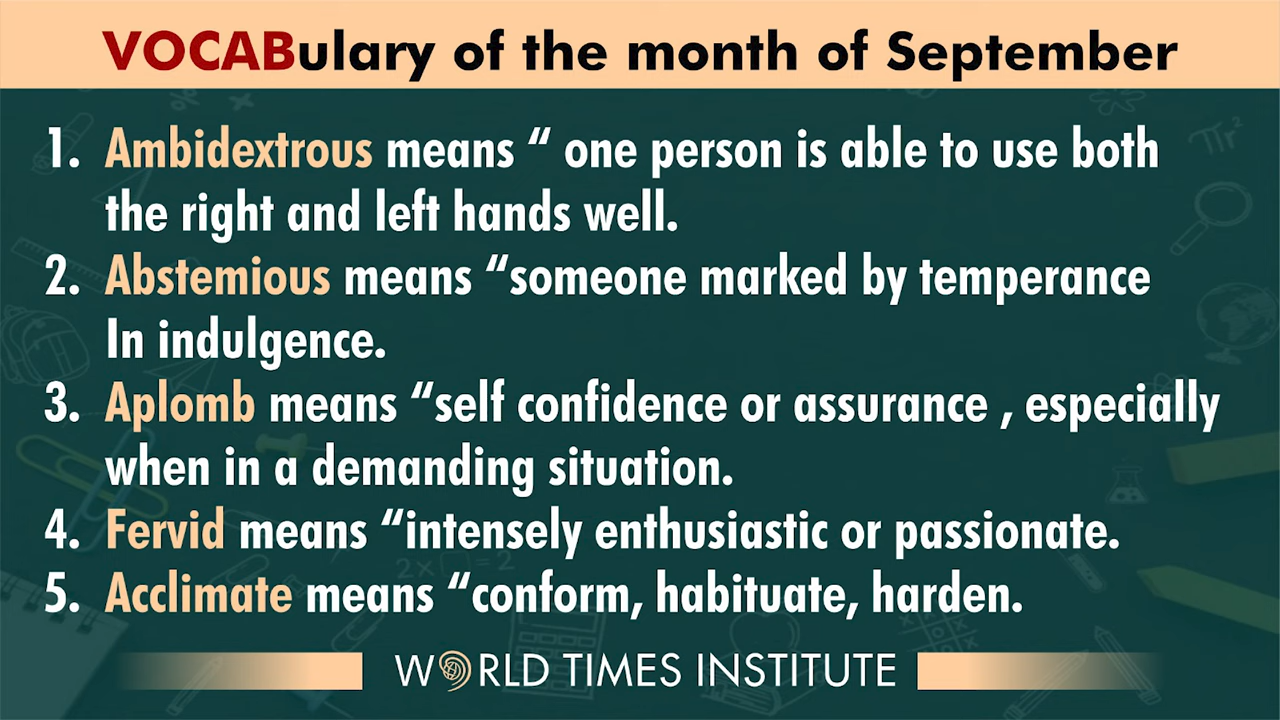 VOCABulary of the month of September
1. Ambidextrous means “ one person is able to use both
the right and left hands well.
2. Abstemious means “someone marked by temperance
In indulgence.
3. Aplomb means “self confidence or assurance , especially
when in a demanding situation.
4. Fervid means “intensely enthusiastic or passionate.
5. Acclimate means “conform, habituate, harden.
WORLD TIMES INSTITUTE